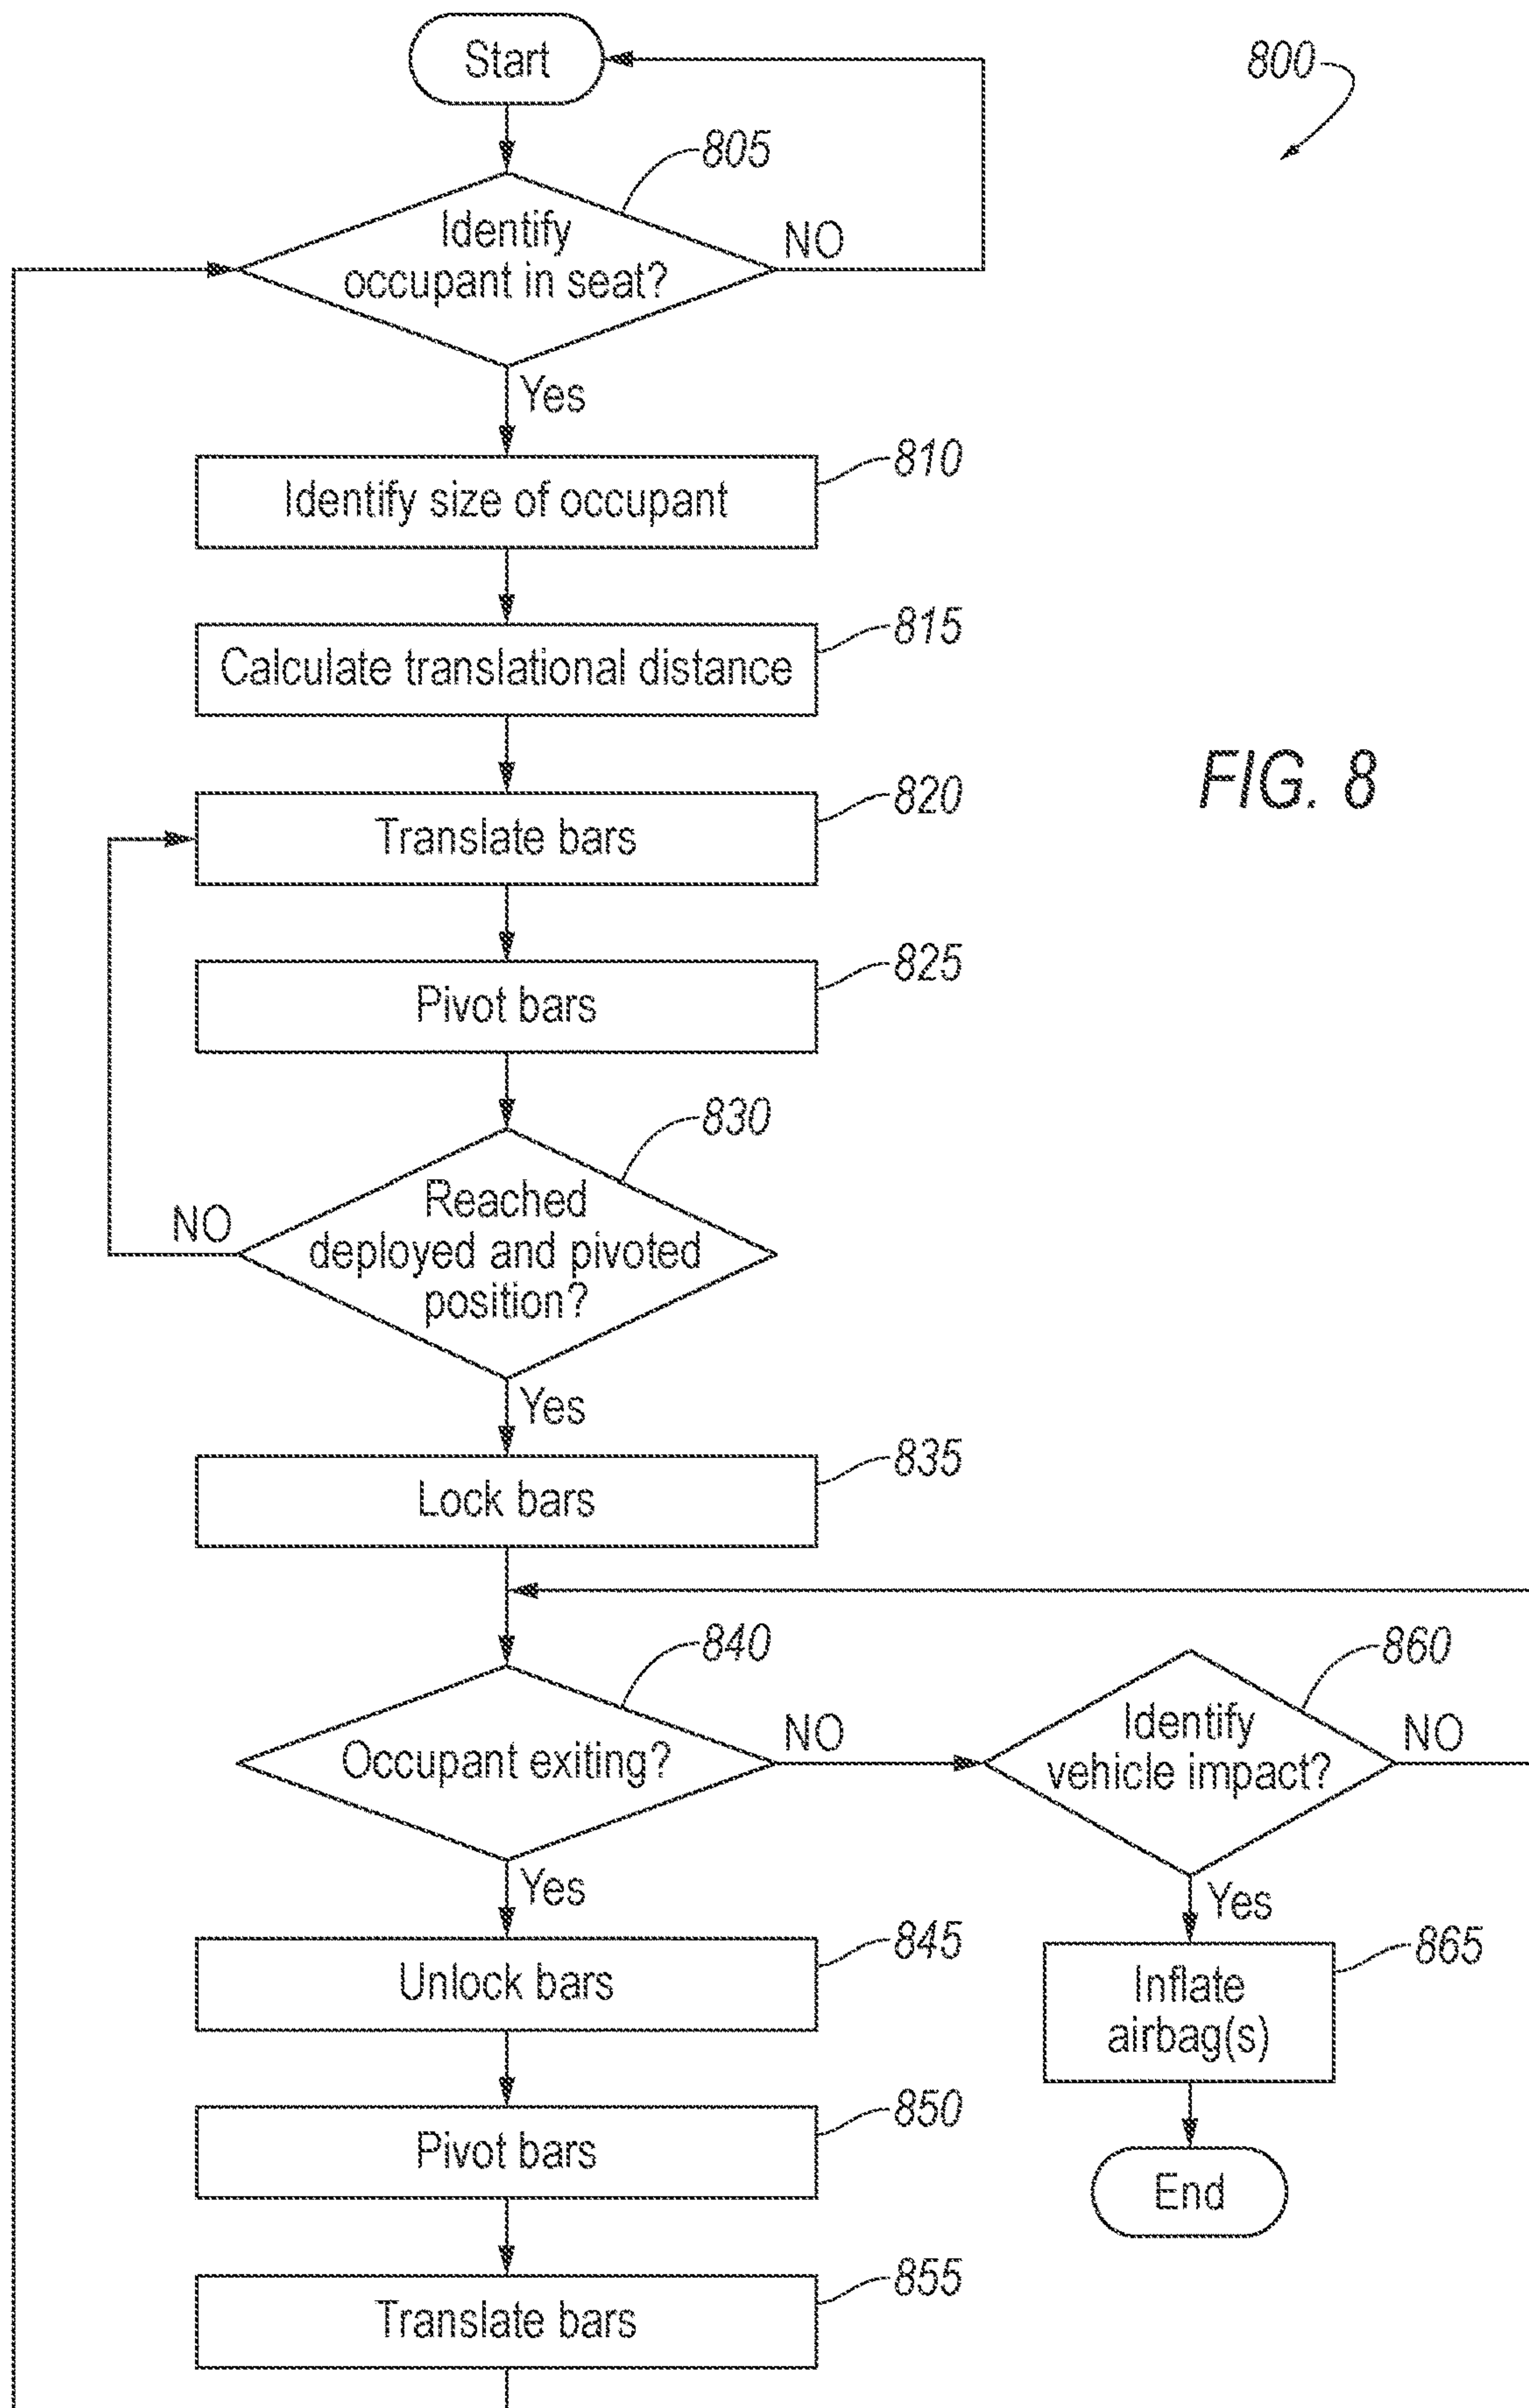 Start
800
805
Identify
occupant in seat?
NO
Yes
810
Identify size of occupant
815
Calculate translational distance
FIG. 8
820
Translate bars
825
Pivot bars
830
Reached
deployed and pivoted
position?
NO
Yes
835
Lock bars
840
Occupant exiting?
NO
860
Identify
vehicle impact?
NO
Yes
Yes
845
Unlock bars
865
Inflate
airbag(s)
850
Pivot bars
End
855
Translate bars